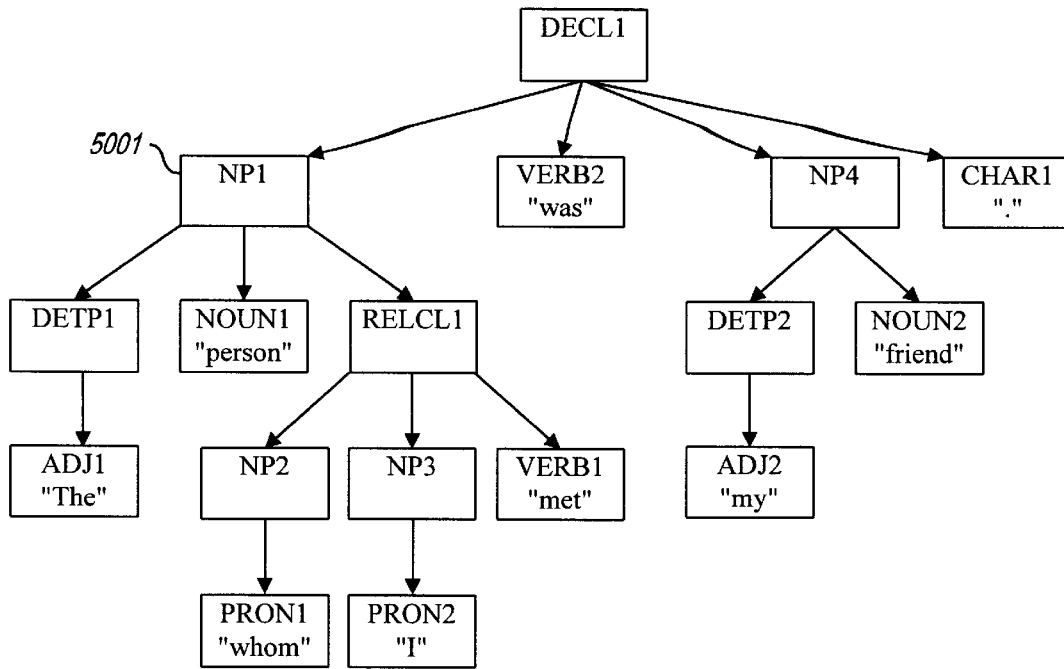 DECL1
5001
NP1
VERB2
"was"
NP4
CHAR1
"."
DETP1
NOUN1
"person"
RELCL1
DETP2
NOUN2
"friend"
ADJ1
"The"
NP2
NP3
VERB1
"met"
ADJ2
"my"
PRON1
"whom"
PRON2
"I"